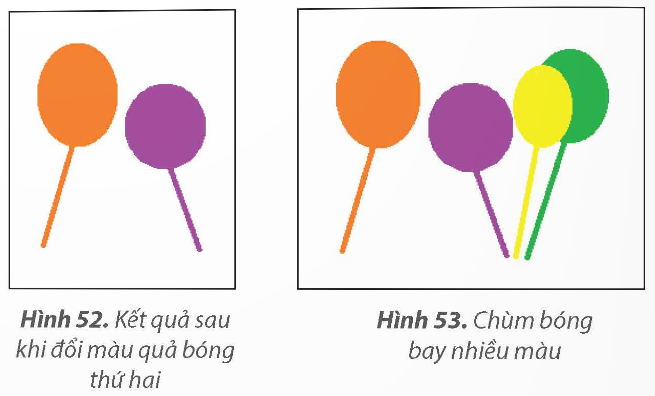 Hình 52. Kết quả sau
khi đổi màu quả bóng
thứ hai
Hình 53. Chùm bóng
bay nhiều màu